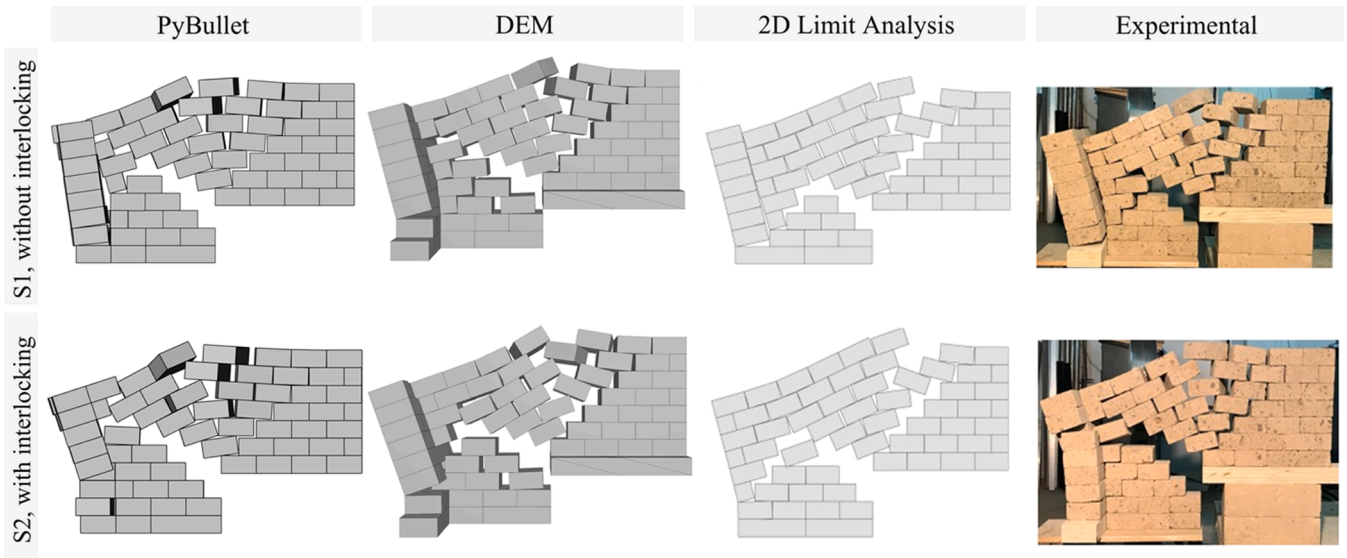 PyBullet
DEM
2D Limit Analysis
Experimental
S1, without interlocking
S2, with interlocking